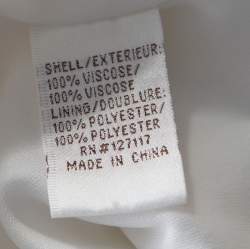 SHELL/EXTERIEUR:
100% VISCOSE/
100% VISCOSE
LINING/DOUBLURE:
100% POLYESTER/
100% POLYESTER
RN#127117
MADE IN CHINA